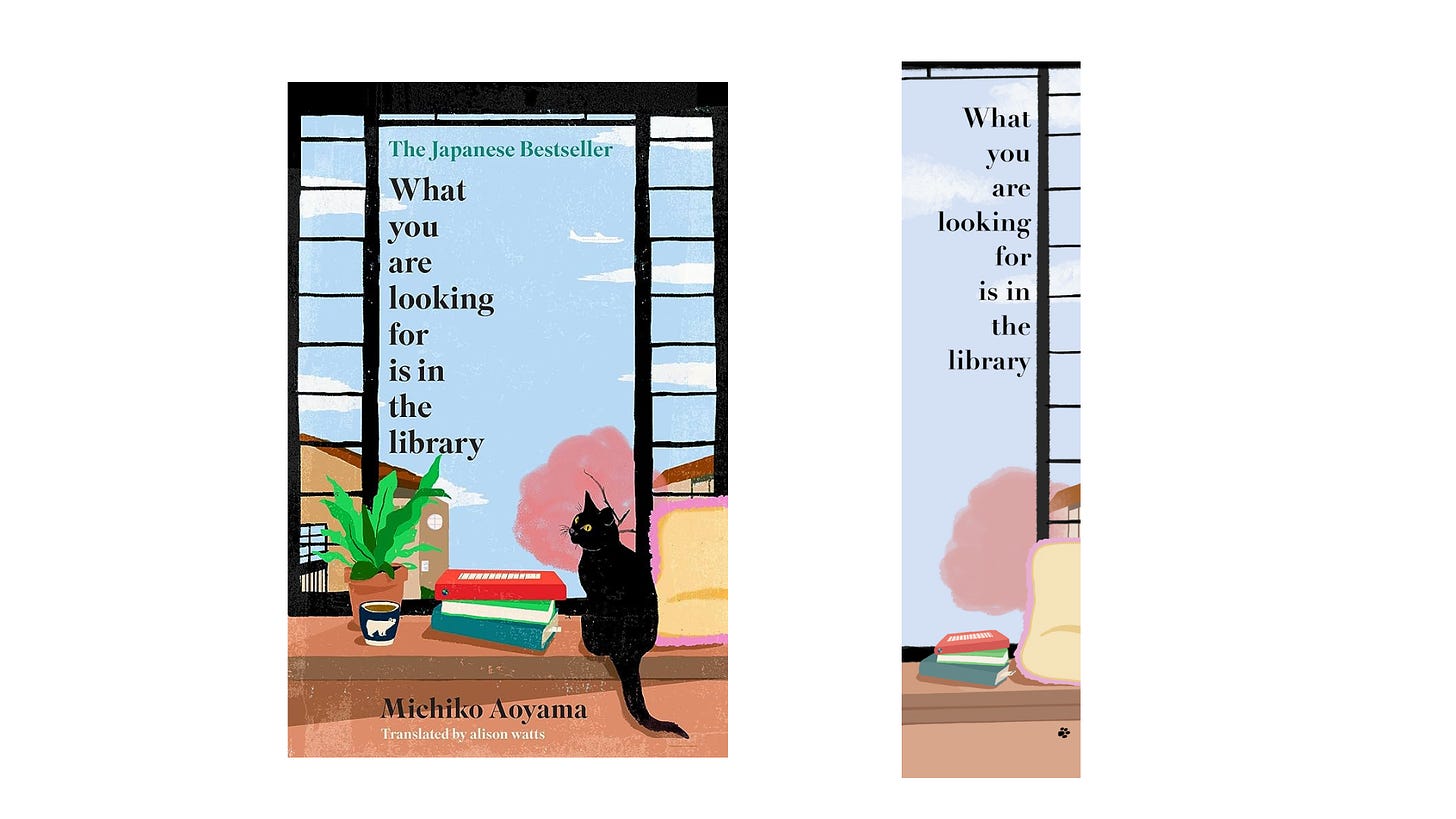 The Japanese Bestseller
What
you
are
looking
for
is in
the
library
Michiko Aoyama
Translated by alison watts
What
you
are
looking
for
is in
the
library